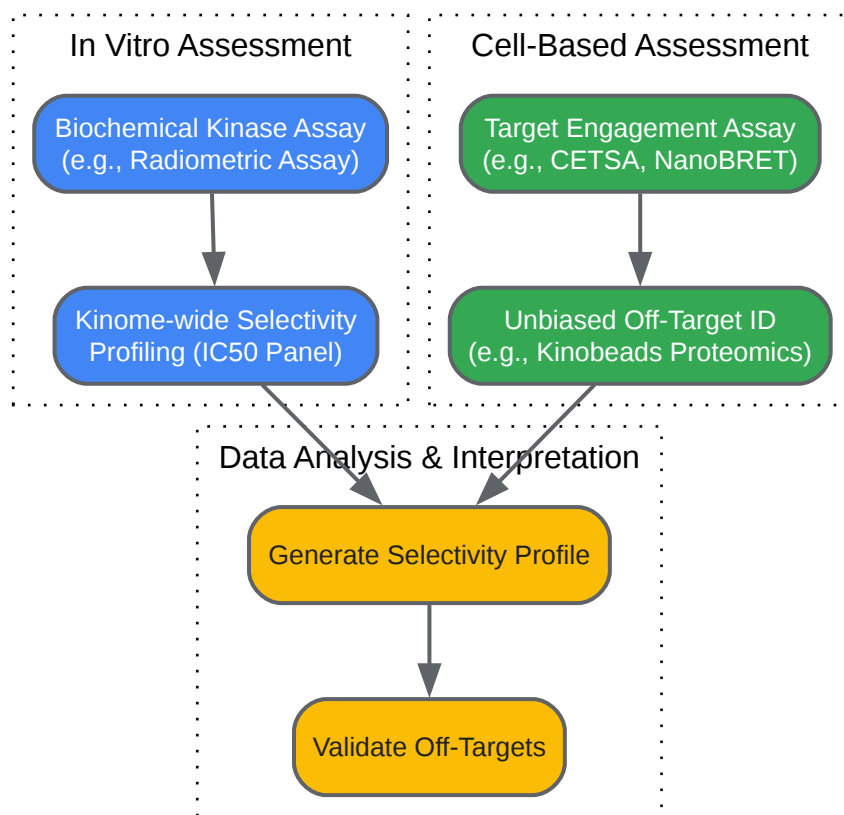 In Vitro Assessment
Biochemical Kinase Assay
(e.g., Radiometric Assay)
Kinome-wide Selectivity
Profiling (IC50 Panel)
Cell-Based Assessment
Target Engagement Assay
(e.g., CETSA, NanoBRET)
Unbiased Off-Target ID
(e.g., Kinobeads Proteomics)
Data Analysis & Interpretation
Generate Selectivity Profile
Validate Off-Targets